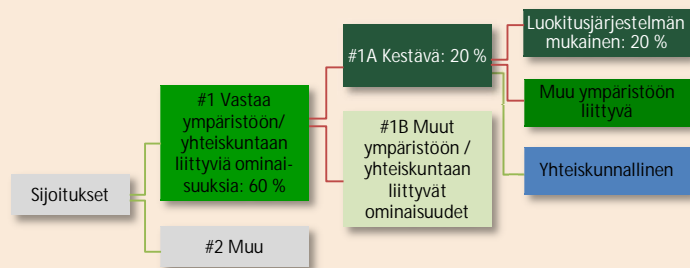 Sijoitukset
#1 Vastaa
ympäristöön/
yhteiskuntaan
liittyviä ominai-
suuksia: 60 %
#2 Muu
#1A Kestävä: 20 %
#1B Muut
ympäristöön /
yhteiskuntaan
liittyvät
ominaisuudet
Luokitusjärjestelmän
mukainen: 20 %
Muu ympäristöön
liittyvä
Yhteiskunnallinen